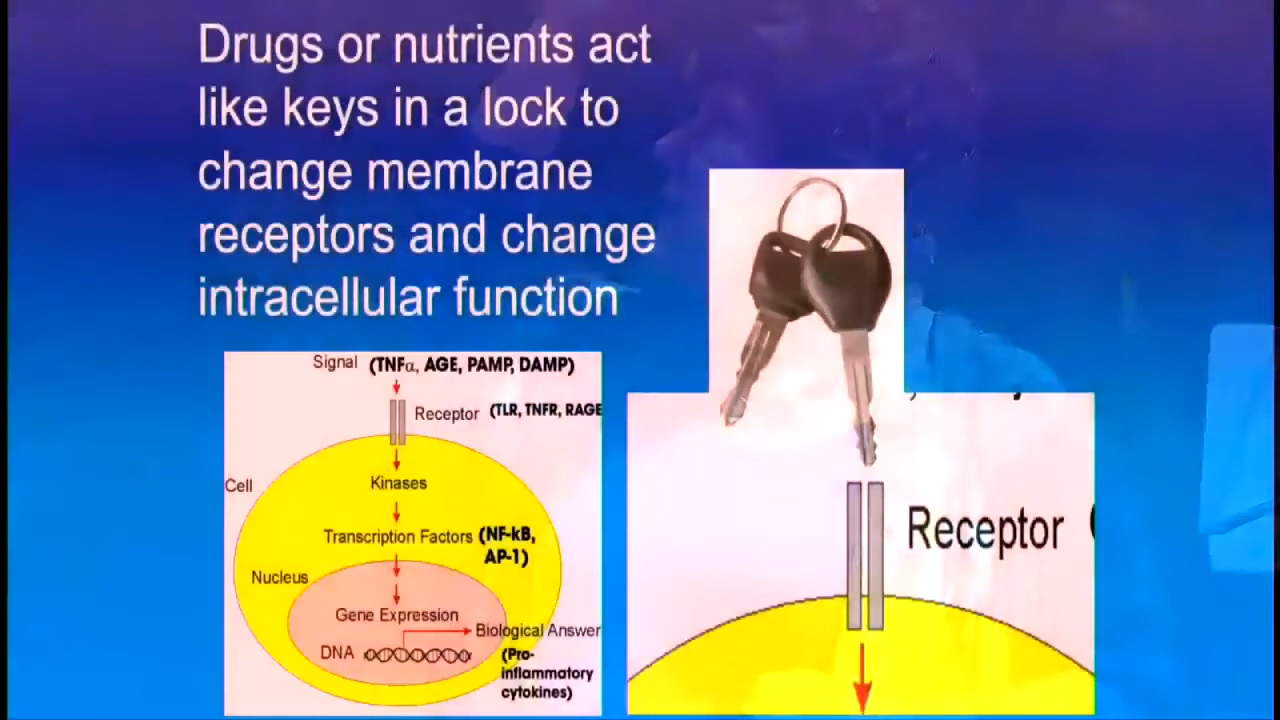 Drugs or nutrients act
like keys in a lock to
change membrane
receptors and change
intracellular function
Signal (TNFα, AGE, PAMP, DAMP)
Receptor (TLR, TNFR, RAGE
Cell
Kinases
Transcription Factors (NF-kB,
AP-1)
Nucleus
Gene Expression
Biological Answer
DNA
(Pro-
inflammatory
cytokines)
Receptor (